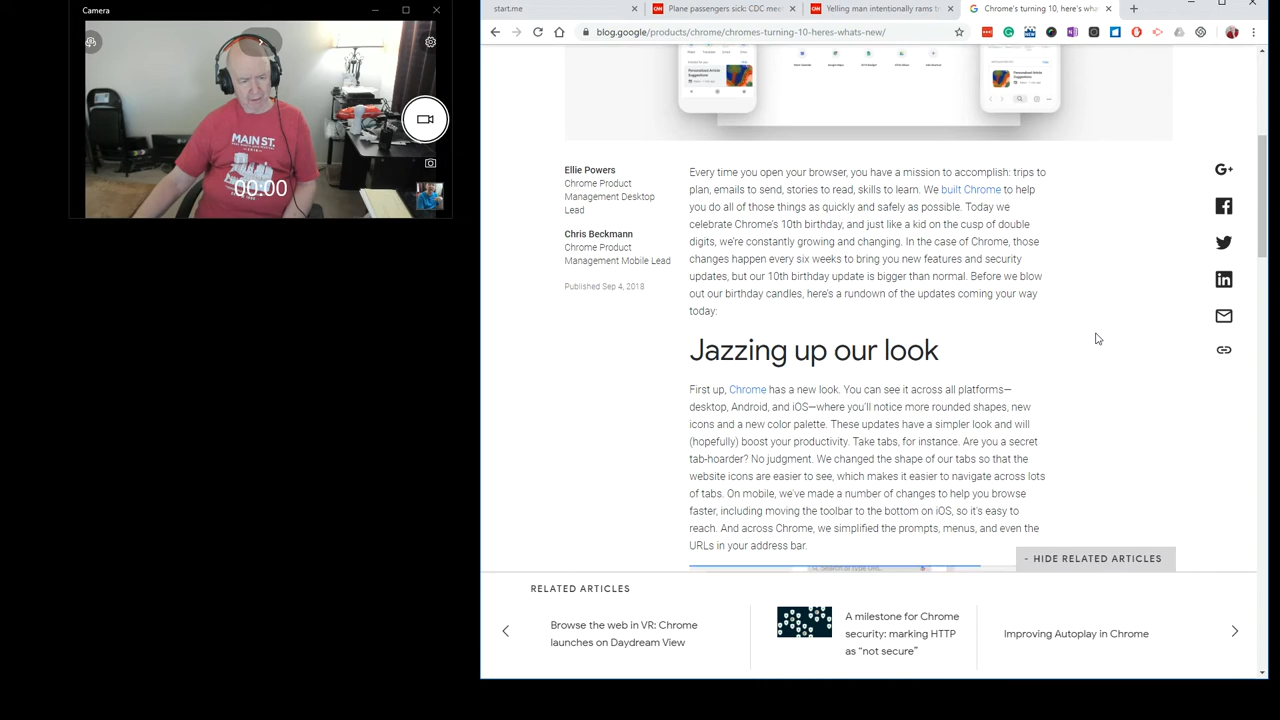 Camera
00:00
MAIN ST.
start.me
Plane passengers sick: CDC mee
Yelling man intentionally rams t
Chrome's turning 10, here's wha
blog.google/products/chrome/chromes-turning-10-heres-whats-new/
Ellie Powers
Chrome Product
Management Desktop
Lead
Chris Beckmann
Chrome Product
Management Mobile Lead
Published Sep 4, 2018
Every time you open your browser, you have a mission to accomplish: trips to
plan, emails to send, stories to read, skills to learn. We built Chrome to help
you do all of those things as quickly and safely as possible. Today we
celebrate Chrome's 10th birthday, and just like a kid on the cusp of double
digits, we're constantly growing and changing. In the case of Chrome, those
changes happen every six weeks to bring you new features and security
updates, but our 10th birthday update is bigger than normal. Before we blow
out our birthday candles, here's a rundown of the updates coming your way
today:
Jazzing up our look
First up, Chrome has a new look. You can see it across all platforms—
desktop, Android, and iOS—where you'll notice more rounded shapes, new
icons and a new color palette. These updates have a simpler look and will
(hopefully) boost your productivity. Take tabs, for instance. Are you a secret
tab-hoarder? No judgment. We changed the shape of our tabs so that the
website icons are easier to see, which makes it easier to navigate across lots
of tabs. On mobile, we've made a number of changes to help you browse
faster, including moving the toolbar to the bottom on iOS, so it's easy to
reach. And across Chrome, we simplified the prompts, menus, and even the
URLs in your address bar.
- HIDE RELATED ARTICLES
RELATED ARTICLES
Browse the web in VR: Chrome
launches on Daydream View
A milestone for Chrome
security: marking HTTP
as “not secure”
Improving Autoplay in Chrome